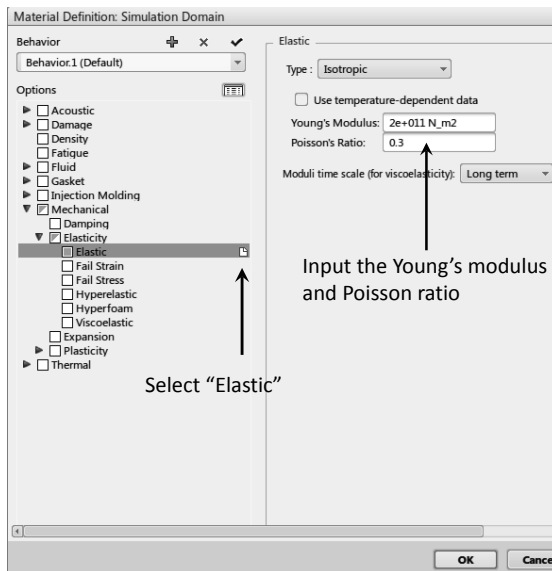 Material Definition: Simulation Domain
Behavior
Behavior.1 (Default)
Options
Acoustic
Damage
Density
Fatigue
Fluid
Gasket
Injection Molding
Mechanical
Damping
Elasticity
Elastic
Fail Strain
Fail Stress
Hyperelastic
Hyperfoam
Viscoelastic
Expansion
Plasticity
Thermal
Select “Elastic”
Elastic
Type : Isotropic
Use temperature-dependent data
Young's Modulus: 2e+011 N_m2
Poisson's Ratio: 0.3
Moduli time scale (for viscoelasticity): Long term
Input the Young’s modulus
and Poisson ratio
OK
Cance